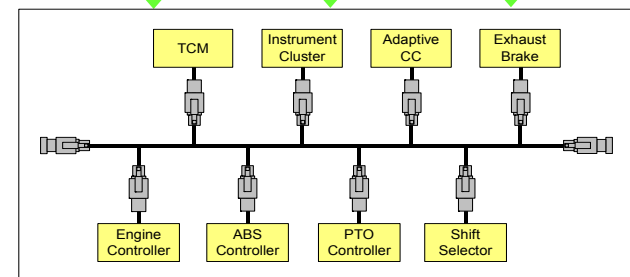 TCM
Instrument
Cluster
Adaptive
CC
Exhaust
Brake
Engine
Controller
ABS
Controller
PTO
Controller
Shift
Selector